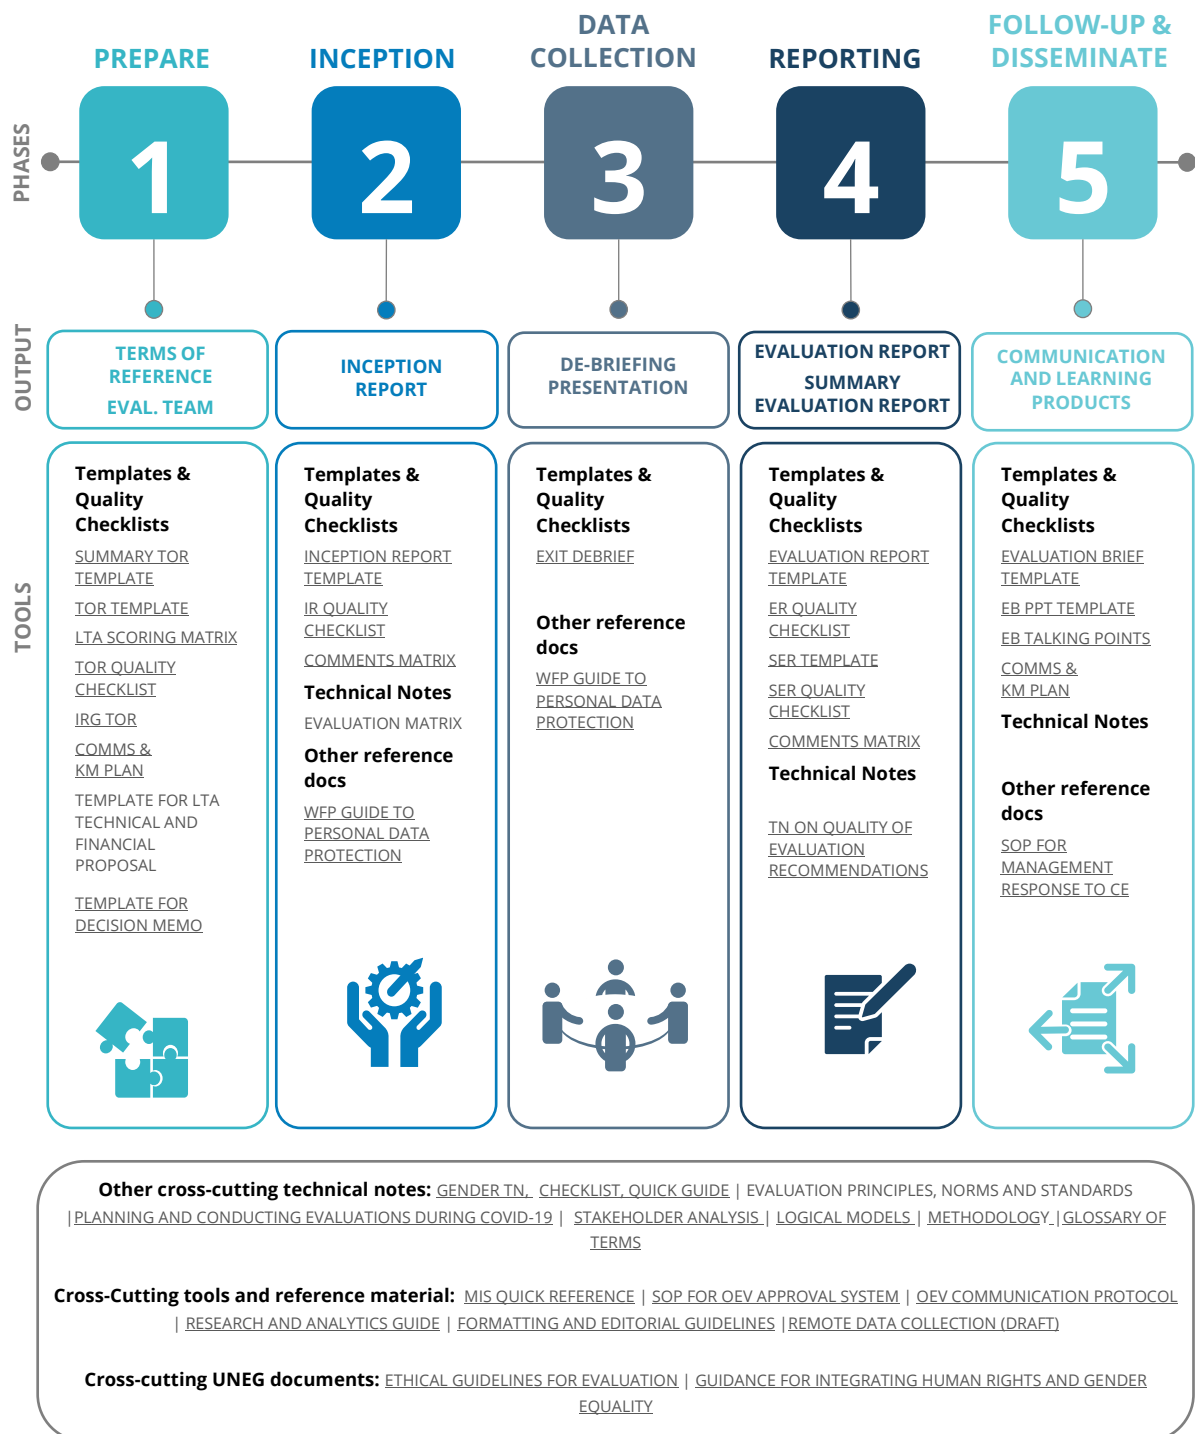 PREPARE
INCEPTION
DATA
COLLECTION
REPORTING
FOLLOW-UP &
DISSEMINATE
PHASES
1
2
3
4
5
OUTPUT
TERMS OF
REFERENCE
EVAL. TEAM
INCEPTION
REPORT
DE-BRIEFING
PRESENTATION
EVALUATION REPORT
SUMMARY
EVALUATION REPORT
COMMUNICATION
AND LEARNING
PRODUCTS
TOOLS
Templates &
Quality
Checklists
SUMMARY TOR
TEMPLATE
TOR TEMPLATE
LTA SCORING MATRIX
TOR QUALITY
CHECKLIST
IRG TOR
COMMS &
KM PLAN
TEMPLATE FOR LTA
TECHNICAL AND
FINANCIAL
PROPOSAL
TEMPLATE FOR
DECISION MEMO
Templates &
Quality
Checklists
INCEPTION REPORT
TEMPLATE
IR QUALITY
CHECKLIST
COMMENTS MATRIX
Technical Notes
EVALUATION MATRIX
Other reference
docs
WFP GUIDE TO
PERSONAL DATA
PROTECTION
Templates &
Quality
Checklists
EXIT DEBRIEF
Other reference
docs
WFP GUIDE TO
PERSONAL DATA
PROTECTION
Templates &
Quality
Checklists
EVALUATION REPORT
TEMPLATE
ER QUALITY
CHECKLIST
SER TEMPLATE
SER QUALITY
CHECKLIST
COMMENTS MATRIX
Technical Notes
TN ON QUALITY OF
EVALUATION
RECOMMENDATIONS
Templates &
Quality
Checklists
EVALUATION BRIEF
TEMPLATE
EB PPT TEMPLATE
EB TALKING POINTS
COMMS &
KM PLAN
Technical Notes
Other reference
docs
SOP FOR
MANAGEMENT
RESPONSE TO CE
Other cross-cutting technical notes: GENDER TN, CHECKLIST, QUICK GUIDE | EVALUATION PRINCIPLES, NORMS AND STANDARDS
|PLANNING AND CONDUCTING EVALUATIONS DURING COVID-19 | STAKEHOLDER ANALYSIS | LOGICAL MODELS | METHODOLOGY |GLOSSARY OF
TERMS
Cross-Cutting tools and reference material: MIS QUICK REFERENCE | SOP FOR OEV APPROVAL SYSTEM | OEV COMMUNICATION PROTOCOL
| RESEARCH AND ANALYTICS GUIDE | FORMATTING AND EDITORIAL GUIDELINES |REMOTE DATA COLLECTION (DRAFT)
Cross-cutting UNEG documents: ETHICAL GUIDELINES FOR EVALUATION | GUIDANCE FOR INTEGRATING HUMAN RIGHTS AND GENDER
EQUALITY